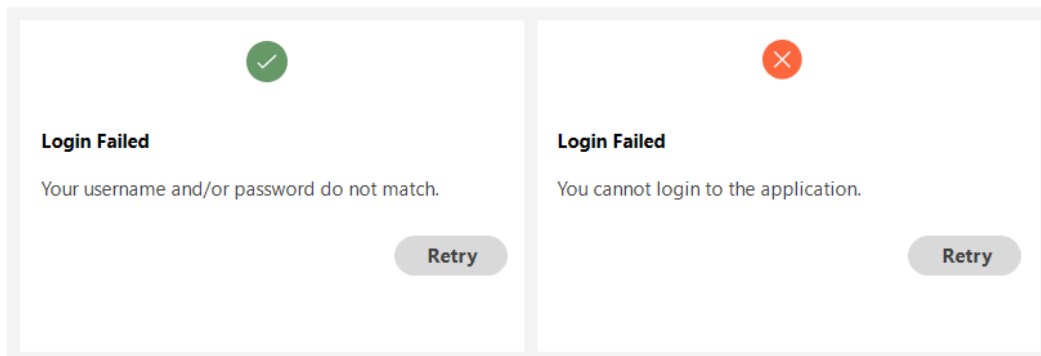 Login Failed
Your username and/or password do not match.
Retry
Login Failed
You cannot login to the application.
Retry